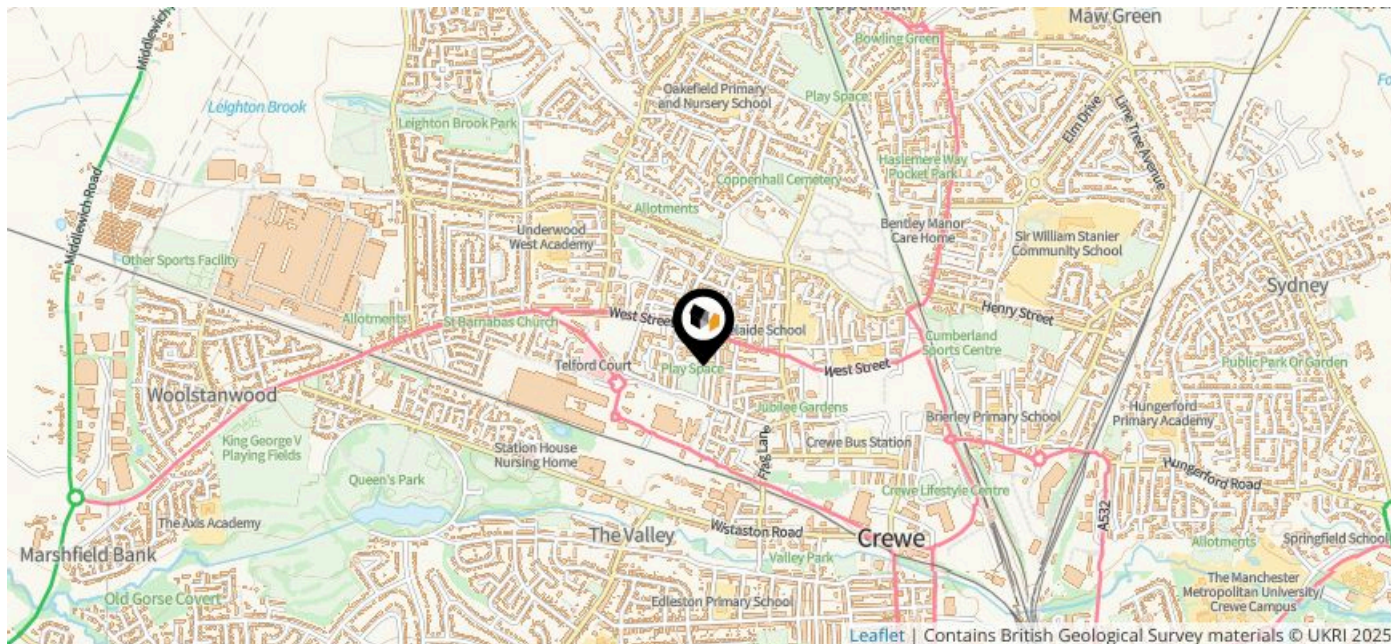 Maw Green
Bowling Green
Middlewich
Leighton Brook
Oakefield Primary
and Nursery School
Play Space
Elm Drive
Lime Tree Avenue
Leighton Brook Park
Haslemere Way
Pocket Park
Coppenhall Cemetery
Middlewich Road
Allotments
Underwood
West Academy
Bentley Manor
Care Home
Sir William Stanier
Community School
Other Sports Facility
Sydney
Henry Street
Allotments
St Barnabas Church
West Street
elaide School
Cumberland
Sports Centre
Telford Court
Play Space
West Street
Public Park Or Garden
Woolstanwood
Jubilee Gardens
Brierley Primary School
Hungerford
Primary Academy
King George V
Playing Fields
Station House
Nursing Home
Flag Lane
Crewe Bus Station
Hungerford Road
Queen's Park
Crewe Lifestyle Centre
The Axis Academy
The Valley
Wistaston Road
Crewe
A532
Marshfield Bank
Valley Park
Allotments
Springfield School
Old Gorse Covert
Edleston Primary School
The Manchester
Metropolitan University/
Crewe Campus
Leaflet | Contains British Geological Survey materials © UKRI 2025